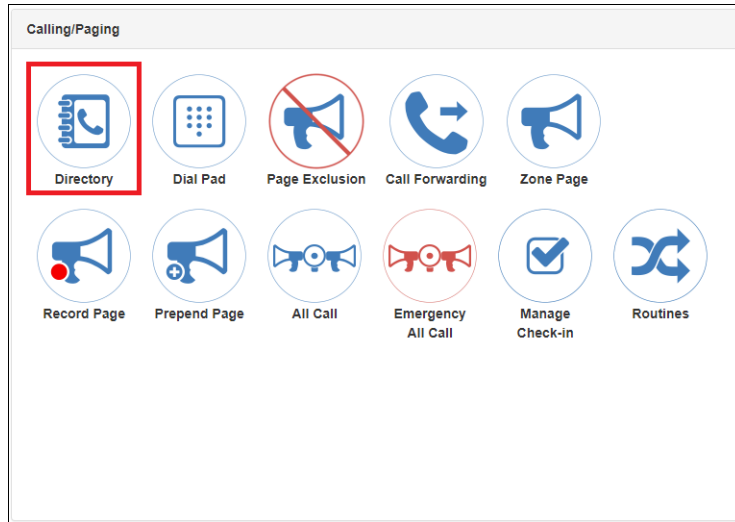 Calling/Paging
Directory
Dial Pad
Page Exclusion
Call Forwarding
Zone Page
Record Page
Prepend Page
All Call
Emergency
All Call
Manage
Check-in
Routines